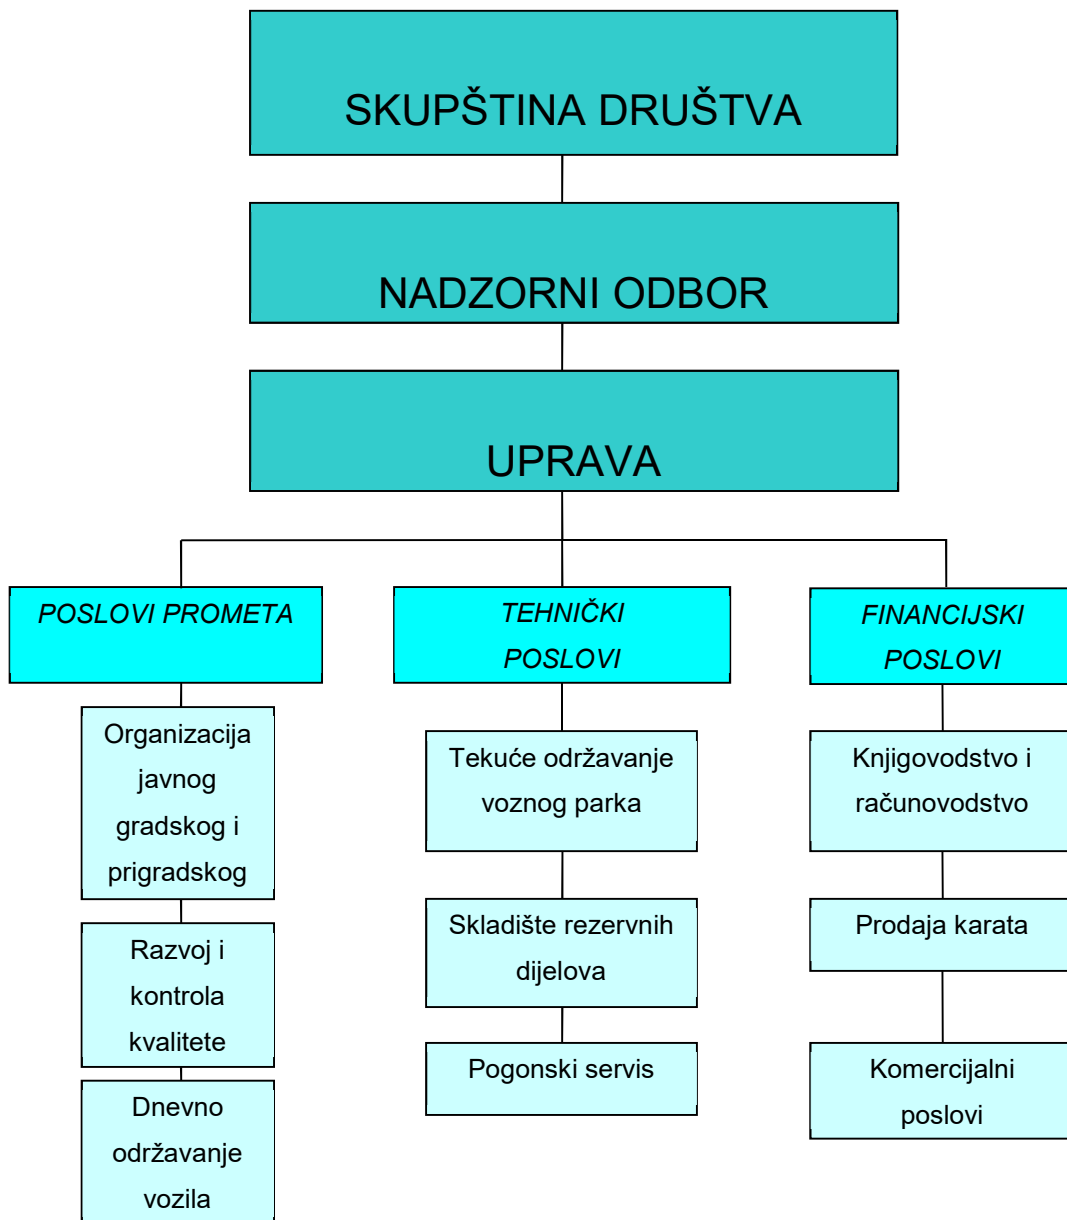 SKUPŠTINA DRUŠTVA
NADZORNI ODBOR
UPRAVA
POSLOVI PROMETA
Organizacija
javnog
gradskog i
prigradskog
Razvoj i
kontrola
kvalitete
Dnevno
održavanje
vozila
TEHNIČKI
POSLOVI
Tekuće održavanje
voznog parka
Skladište rezervnih
dijelova
Pogonski servis
FINANCIJSKI
POSLOVI
Knjigovodstvo i
računovodstvo
Prodaja karata
Komercijalni
poslovi